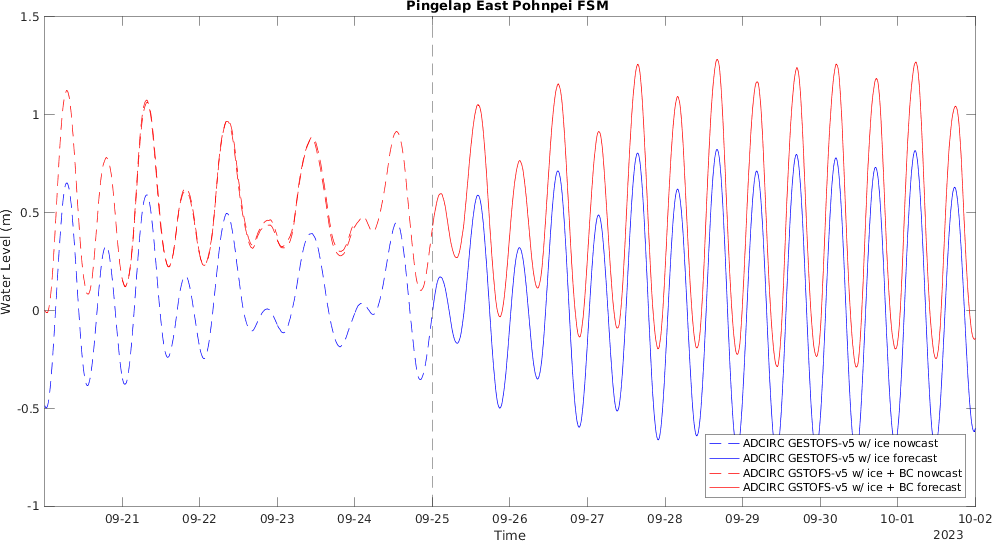 Pingelap East Pohnpei FSM
1.5
1
0.5
0
-0.5
-1
Water Level (m)
09-21 09-22 09-23 09-24 09-25 09-26 09-27 09-28 09-29 09-30 10-01 10-02
Time
2023
ADCIRC GESTOFS-v5 w/ ice nowcast
ADCIRC GESTOFS-v5 w/ ice forecast
ADCIRC GSTOFS-v5 w/ ice + BC nowcast
ADCIRC GSTOFS-v5 w/ ice + BC forecast